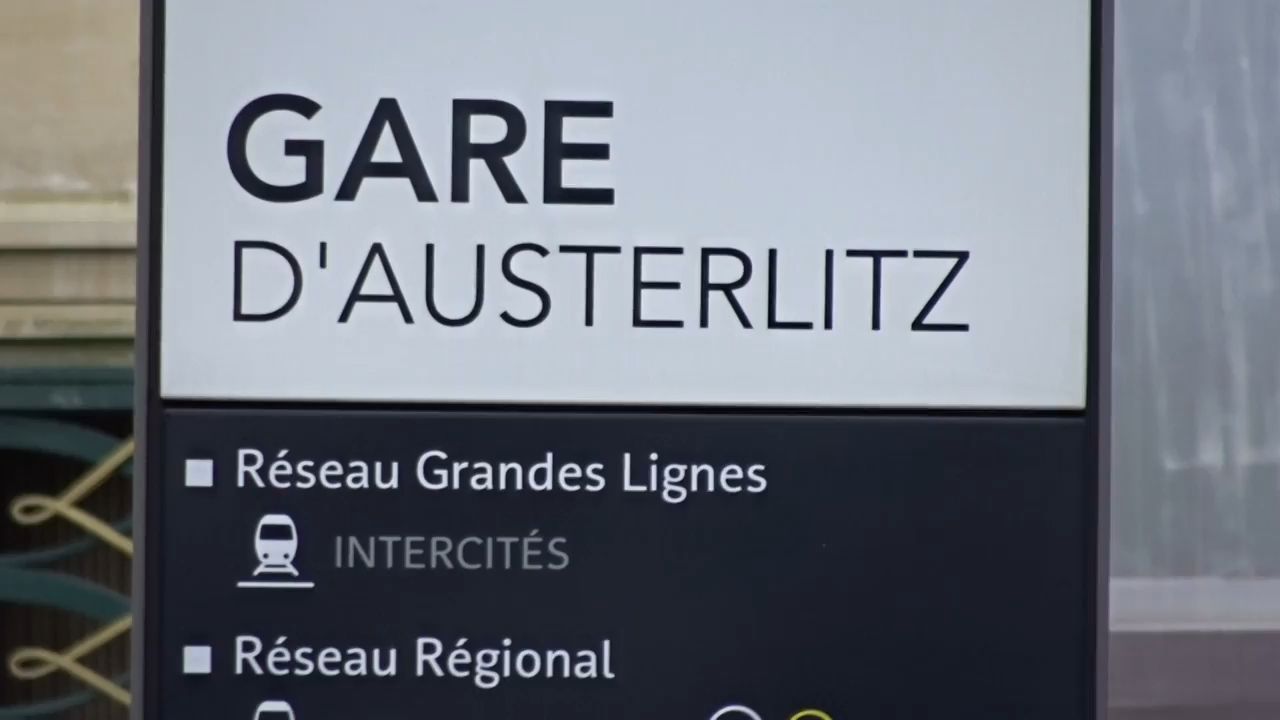 GARE
D'AUSTERLITZ
Réseau Grandes Lignes
INTERCITÉS
Réseau Régional